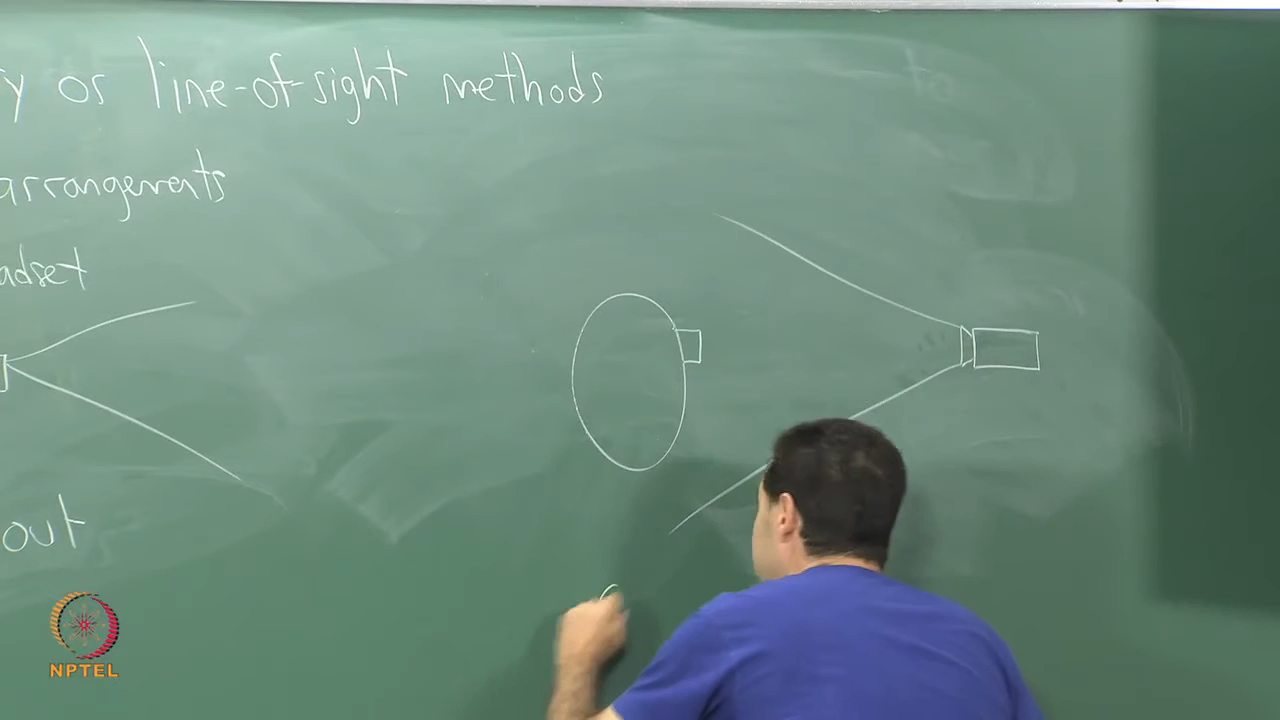 y or line-of-sight methods
arrangements
adset
out
NPTEL